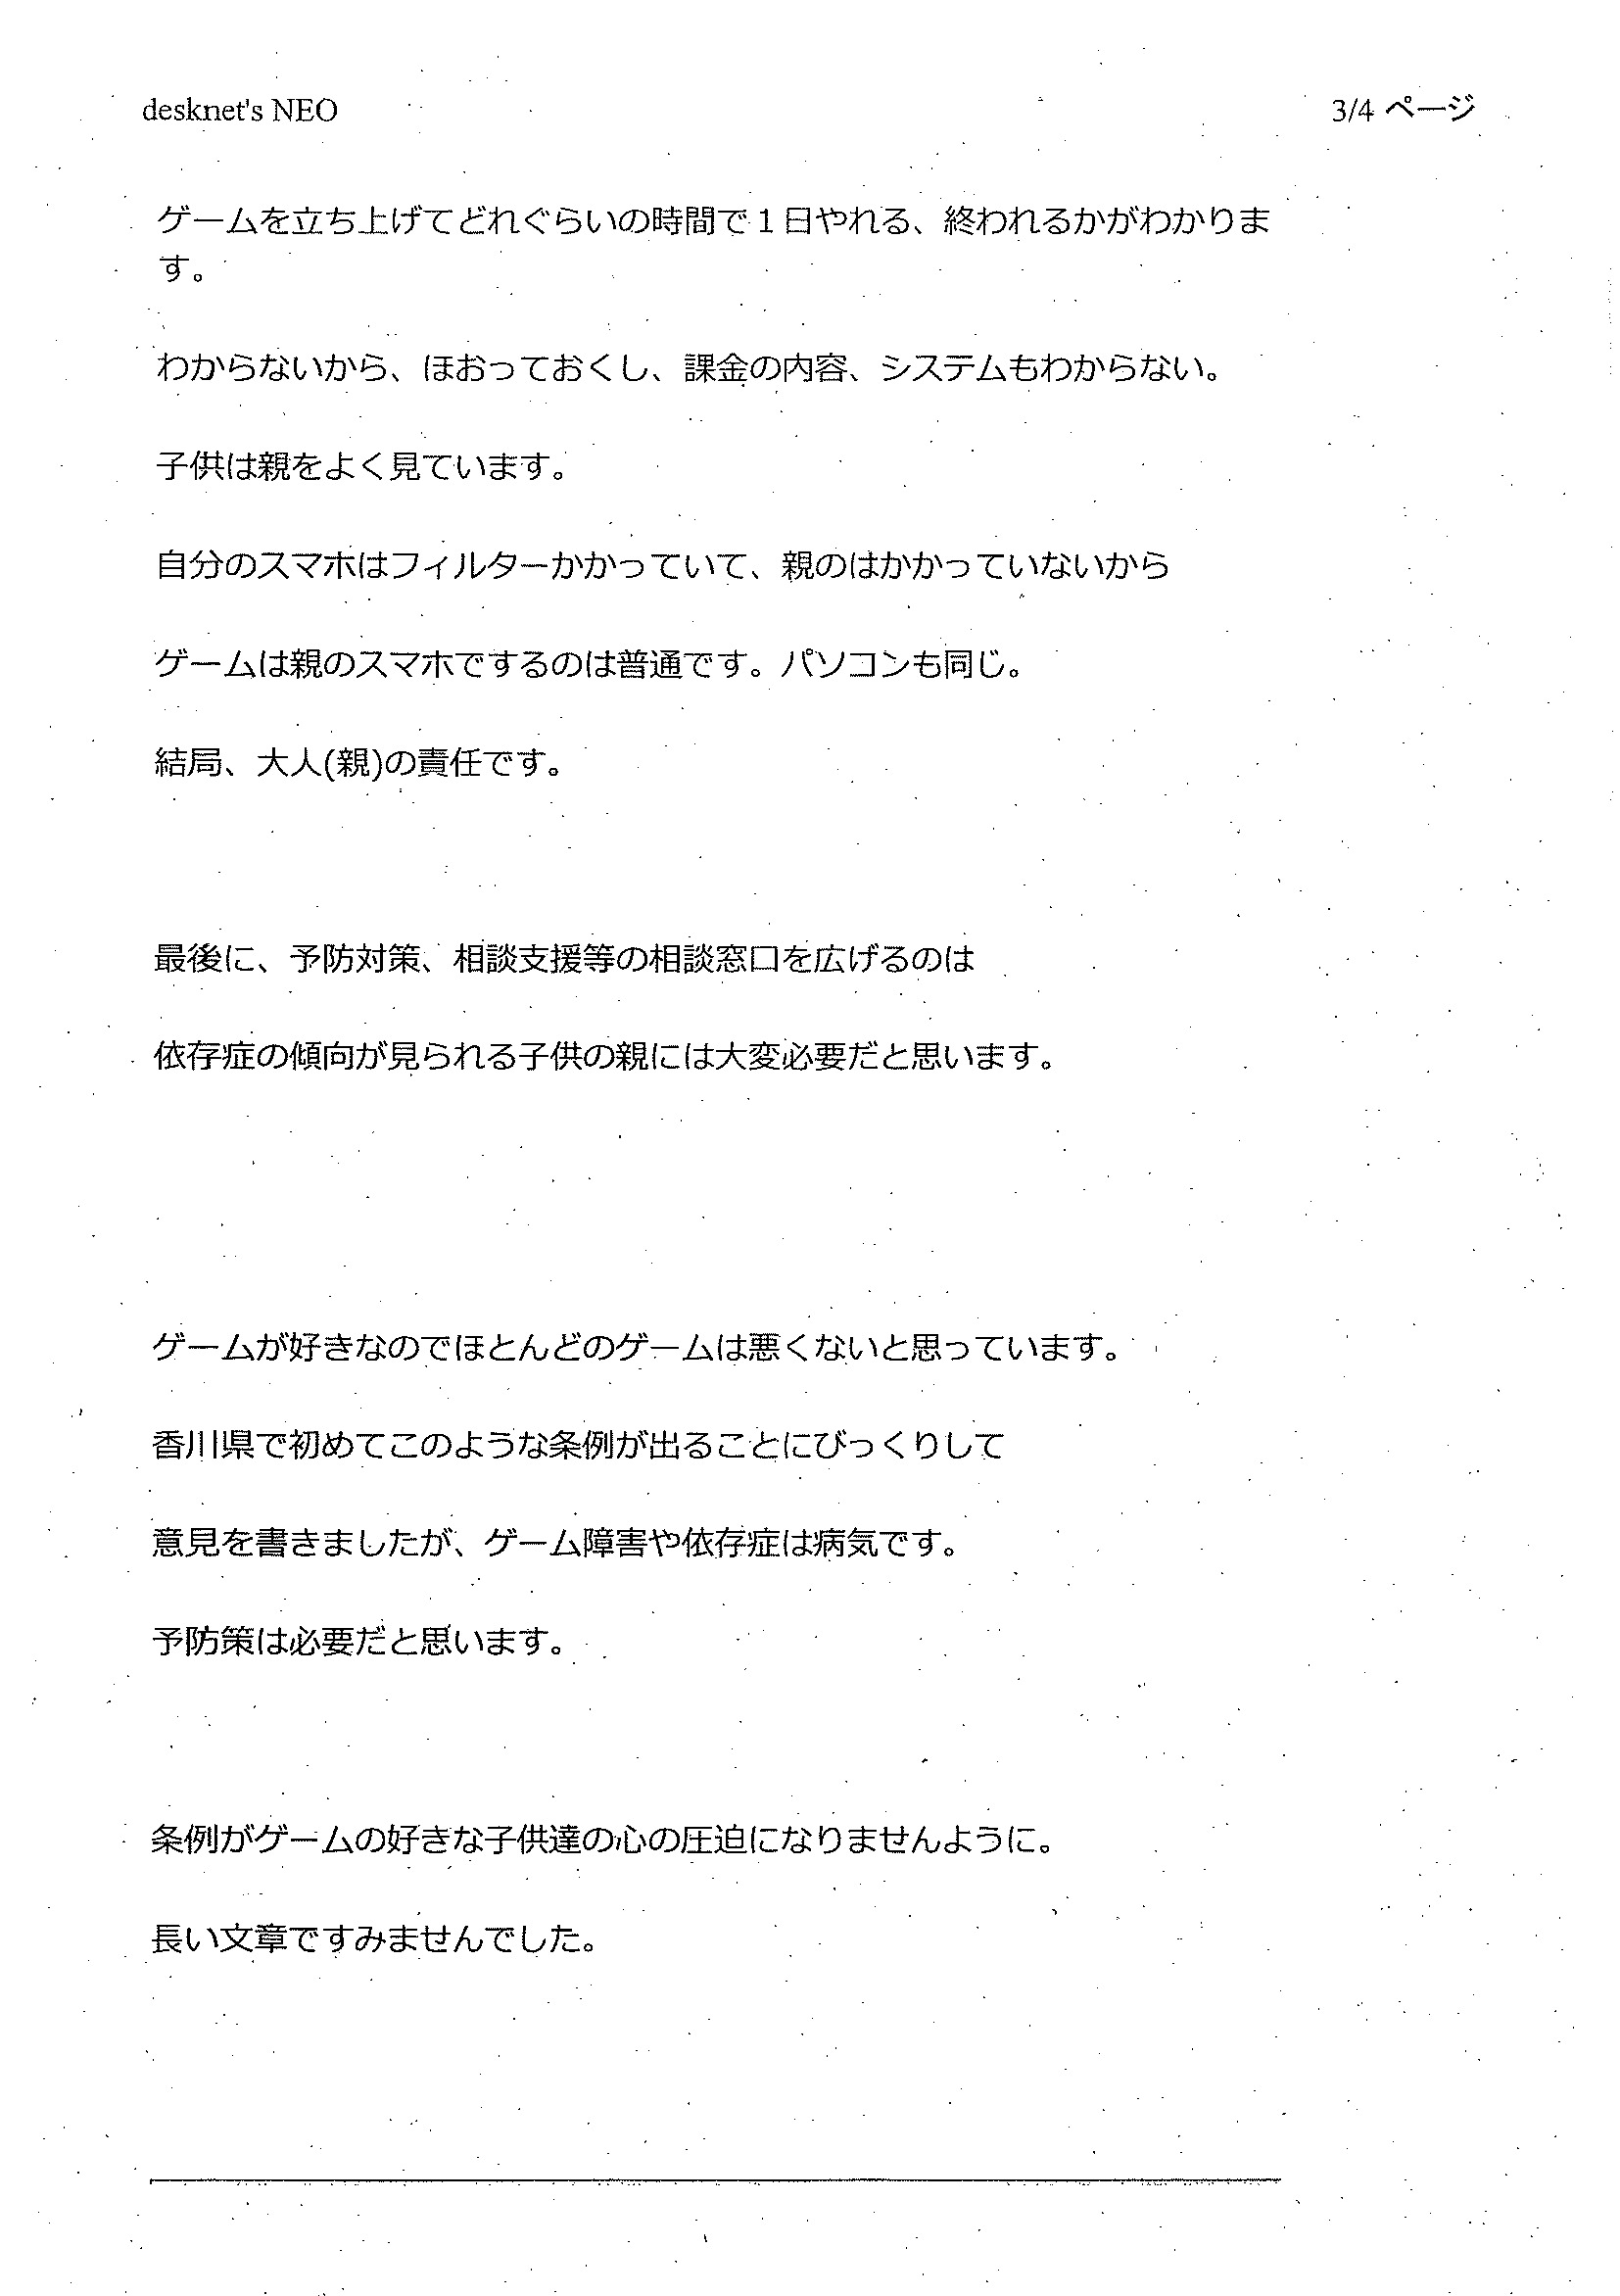 desknet's NEO
3/4 ページ
ゲームを立ち上げてどれぐらいの時間で１日やれる、終われるかがわかりま
す。
わからないから、ほおっておくし、課金の内容、システムもわからない。
子供は親をよく見ています。
自分のスマホはフィルターかかっていて、親のはかかっていないから
ゲームは親のスマホでするのは普通です。パソコンも同じ。
結局、大人(親)の責任です。
最後に、予防対策、相談支援等の相談窓口を広げるのは
依存症の傾向が見られる子供の親には大変必要だと思います。
ゲームが好きなのでほとんどのゲームは悪くないと思っています。
香川県で初めてこのような条例が出ることにびっくりして
意見を書きましたが、ゲーム障害や依存症は病気です。
予防策は必要だと思います。
条例がゲームの好きな子供達の心の圧迫になりませんように。
長い文章ですみませんでした。